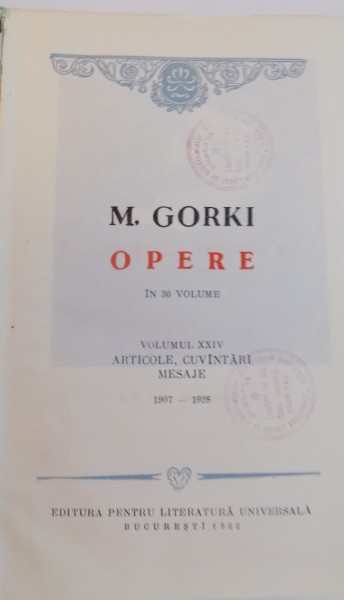 M. GORKI
OPERE
ÎN 30 VOLUME
VOLUMUL XXIV
ARTICOLE, CUVÎNTĂRI
MESAJE
1907 — 1928
EDITURA PENTRU LITERATURĂ UNIVERSALĂ
BUCUREȘTI